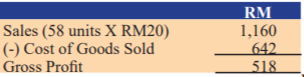 RM
Sales (58 units X RM20) 1,160
(-) Cost of Goods Sold 642
Gross Profit 518